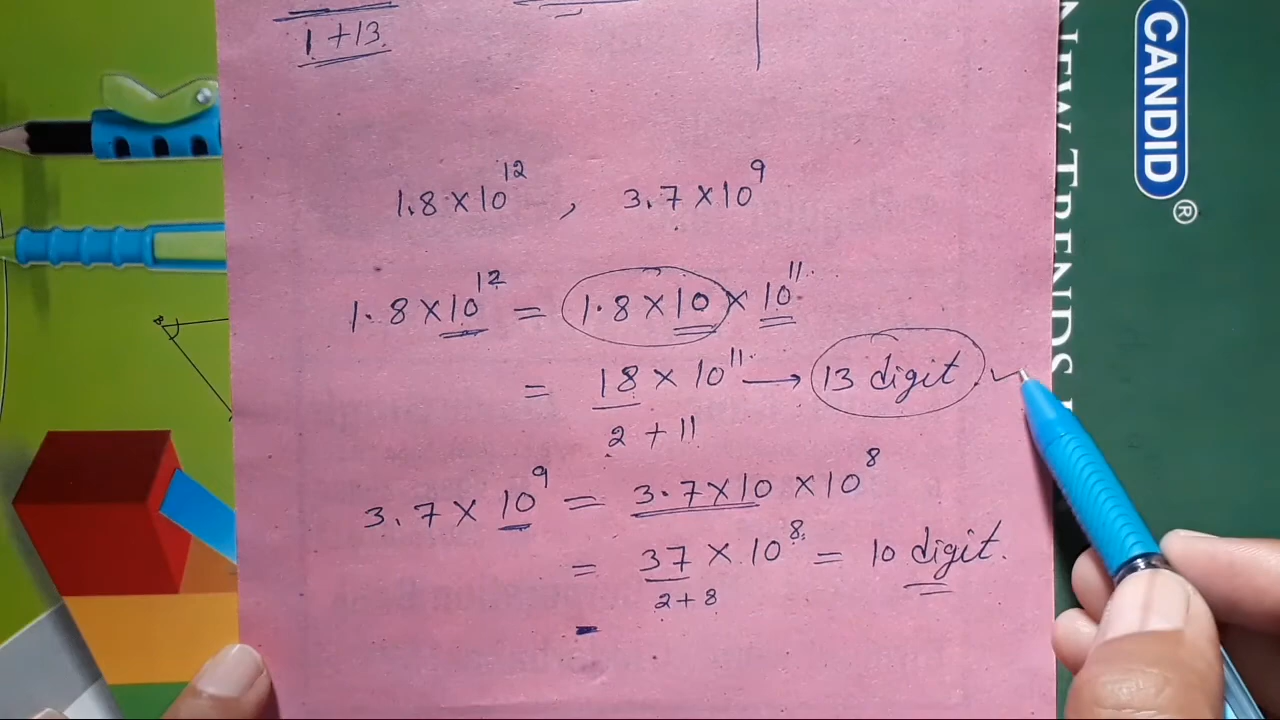 1 + 13.
1.8 × 10¹² , 3.7 × 10⁹
1.8 × 10¹² = 1.8 × 10 × 10¹¹
= 18 × 10¹¹ → 13 digit.
2 + 11
3.7 × 10⁹ = 3.7 × 10 × 10⁸
= 37 × 10⁸ = 10 digit.
2 + 8
CANDID
®
NEW TRENDS